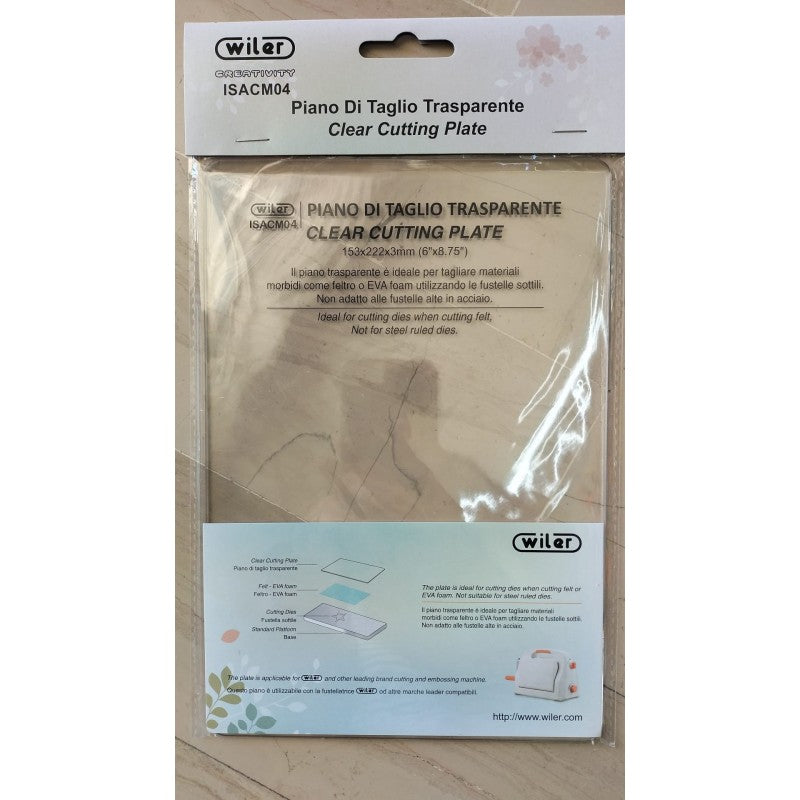 wiler
CREATIVITY
ISACM04
Piano Di Taglio Trasparente
Clear Cutting Plate
wiler
ISACM04
PIANO DI TAGLIO TRASPARENTE
CLEAR CUTTING PLATE
153x222x3mm (6"x8.75")
Il piano trasparente è ideale per tagliare materiali
morbidi come feltro o EVA foam utilizzando le fustelle sottili.
Non adatto alle fustelle alte in acciaio.
Ideal for cutting dies when cutting felt,
Not for steel ruled dies.
wiler
Clear Cutting Plate
Piano di taglio trasparente
Felt - EVA foam
Feltro - EVA foam
Cutting Dies
Fustella sottile
Standard Platform
Base
The plate is ideal for cutting dies when cutting felt or
EVA foam. Not suitable for steel ruled dies.
Il piano trasparente è ideale per tagliare materiali
morbidi come feltro o EVA foam utilizzando le fustelle sottili.
Non adatto alle fustelle alte in acciaio.
The plate is applicable for wiler and other leading brand cutting and embossing machine.
Questo piano è utilizzabile con la fustellatrice wiler od altre marche leader compatibili.
http://www.wiler.com